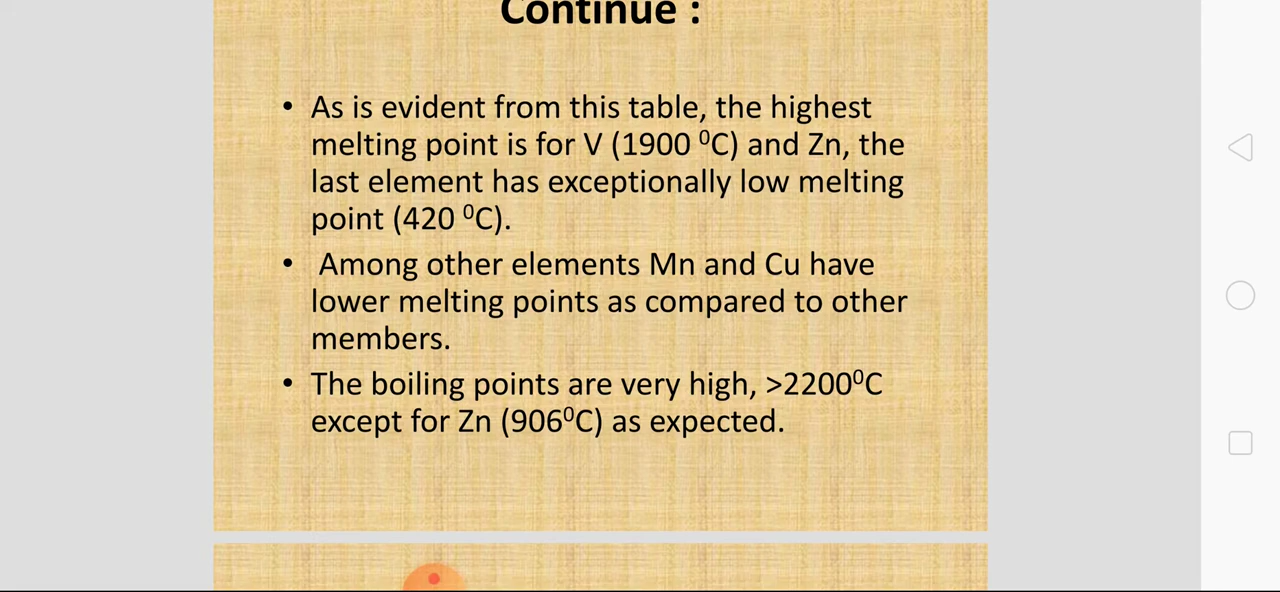 Continue :
• As is evident from this table, the highest
melting point is for V (1900 ⁰C) and Zn, the
last element has exceptionally low melting
point (420 ⁰C).
• Among other elements Mn and Cu have
lower melting points as compared to other
members.
• The boiling points are very high, >2200⁰C
except for Zn (906⁰C) as expected.